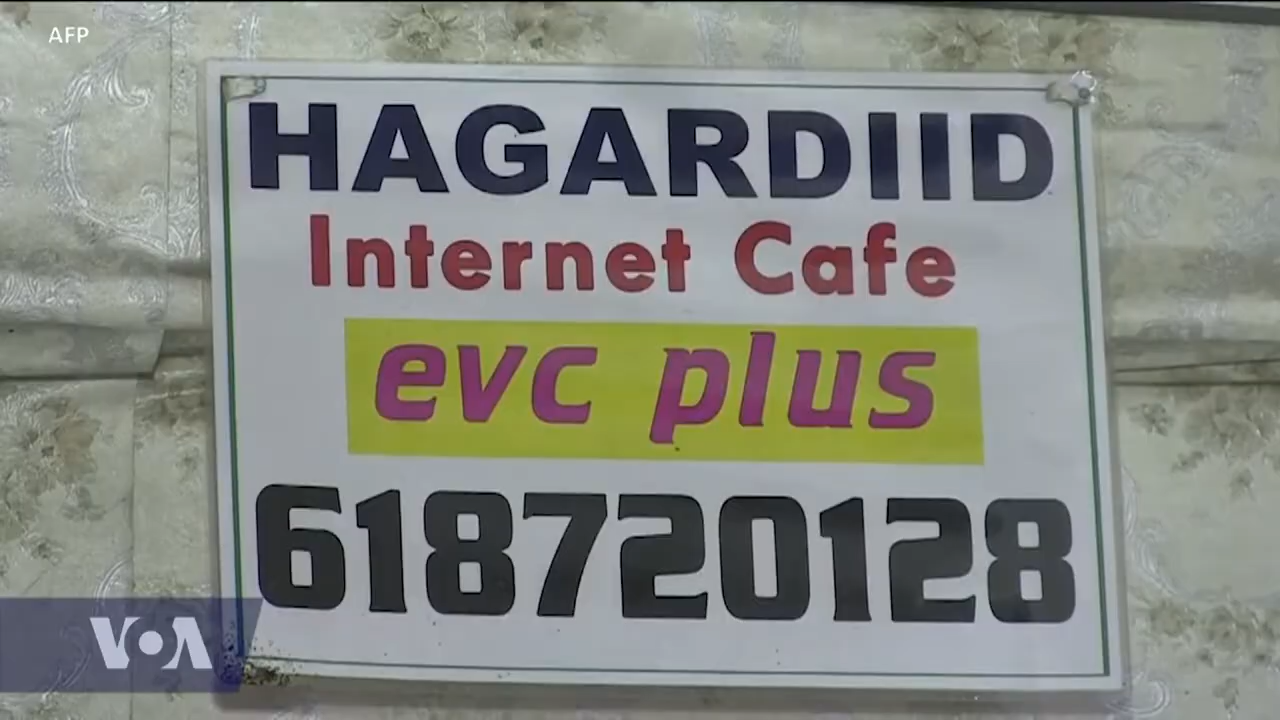 AFP
HAGARDIID
Internet Cafe
evc plus
618720128
VOA